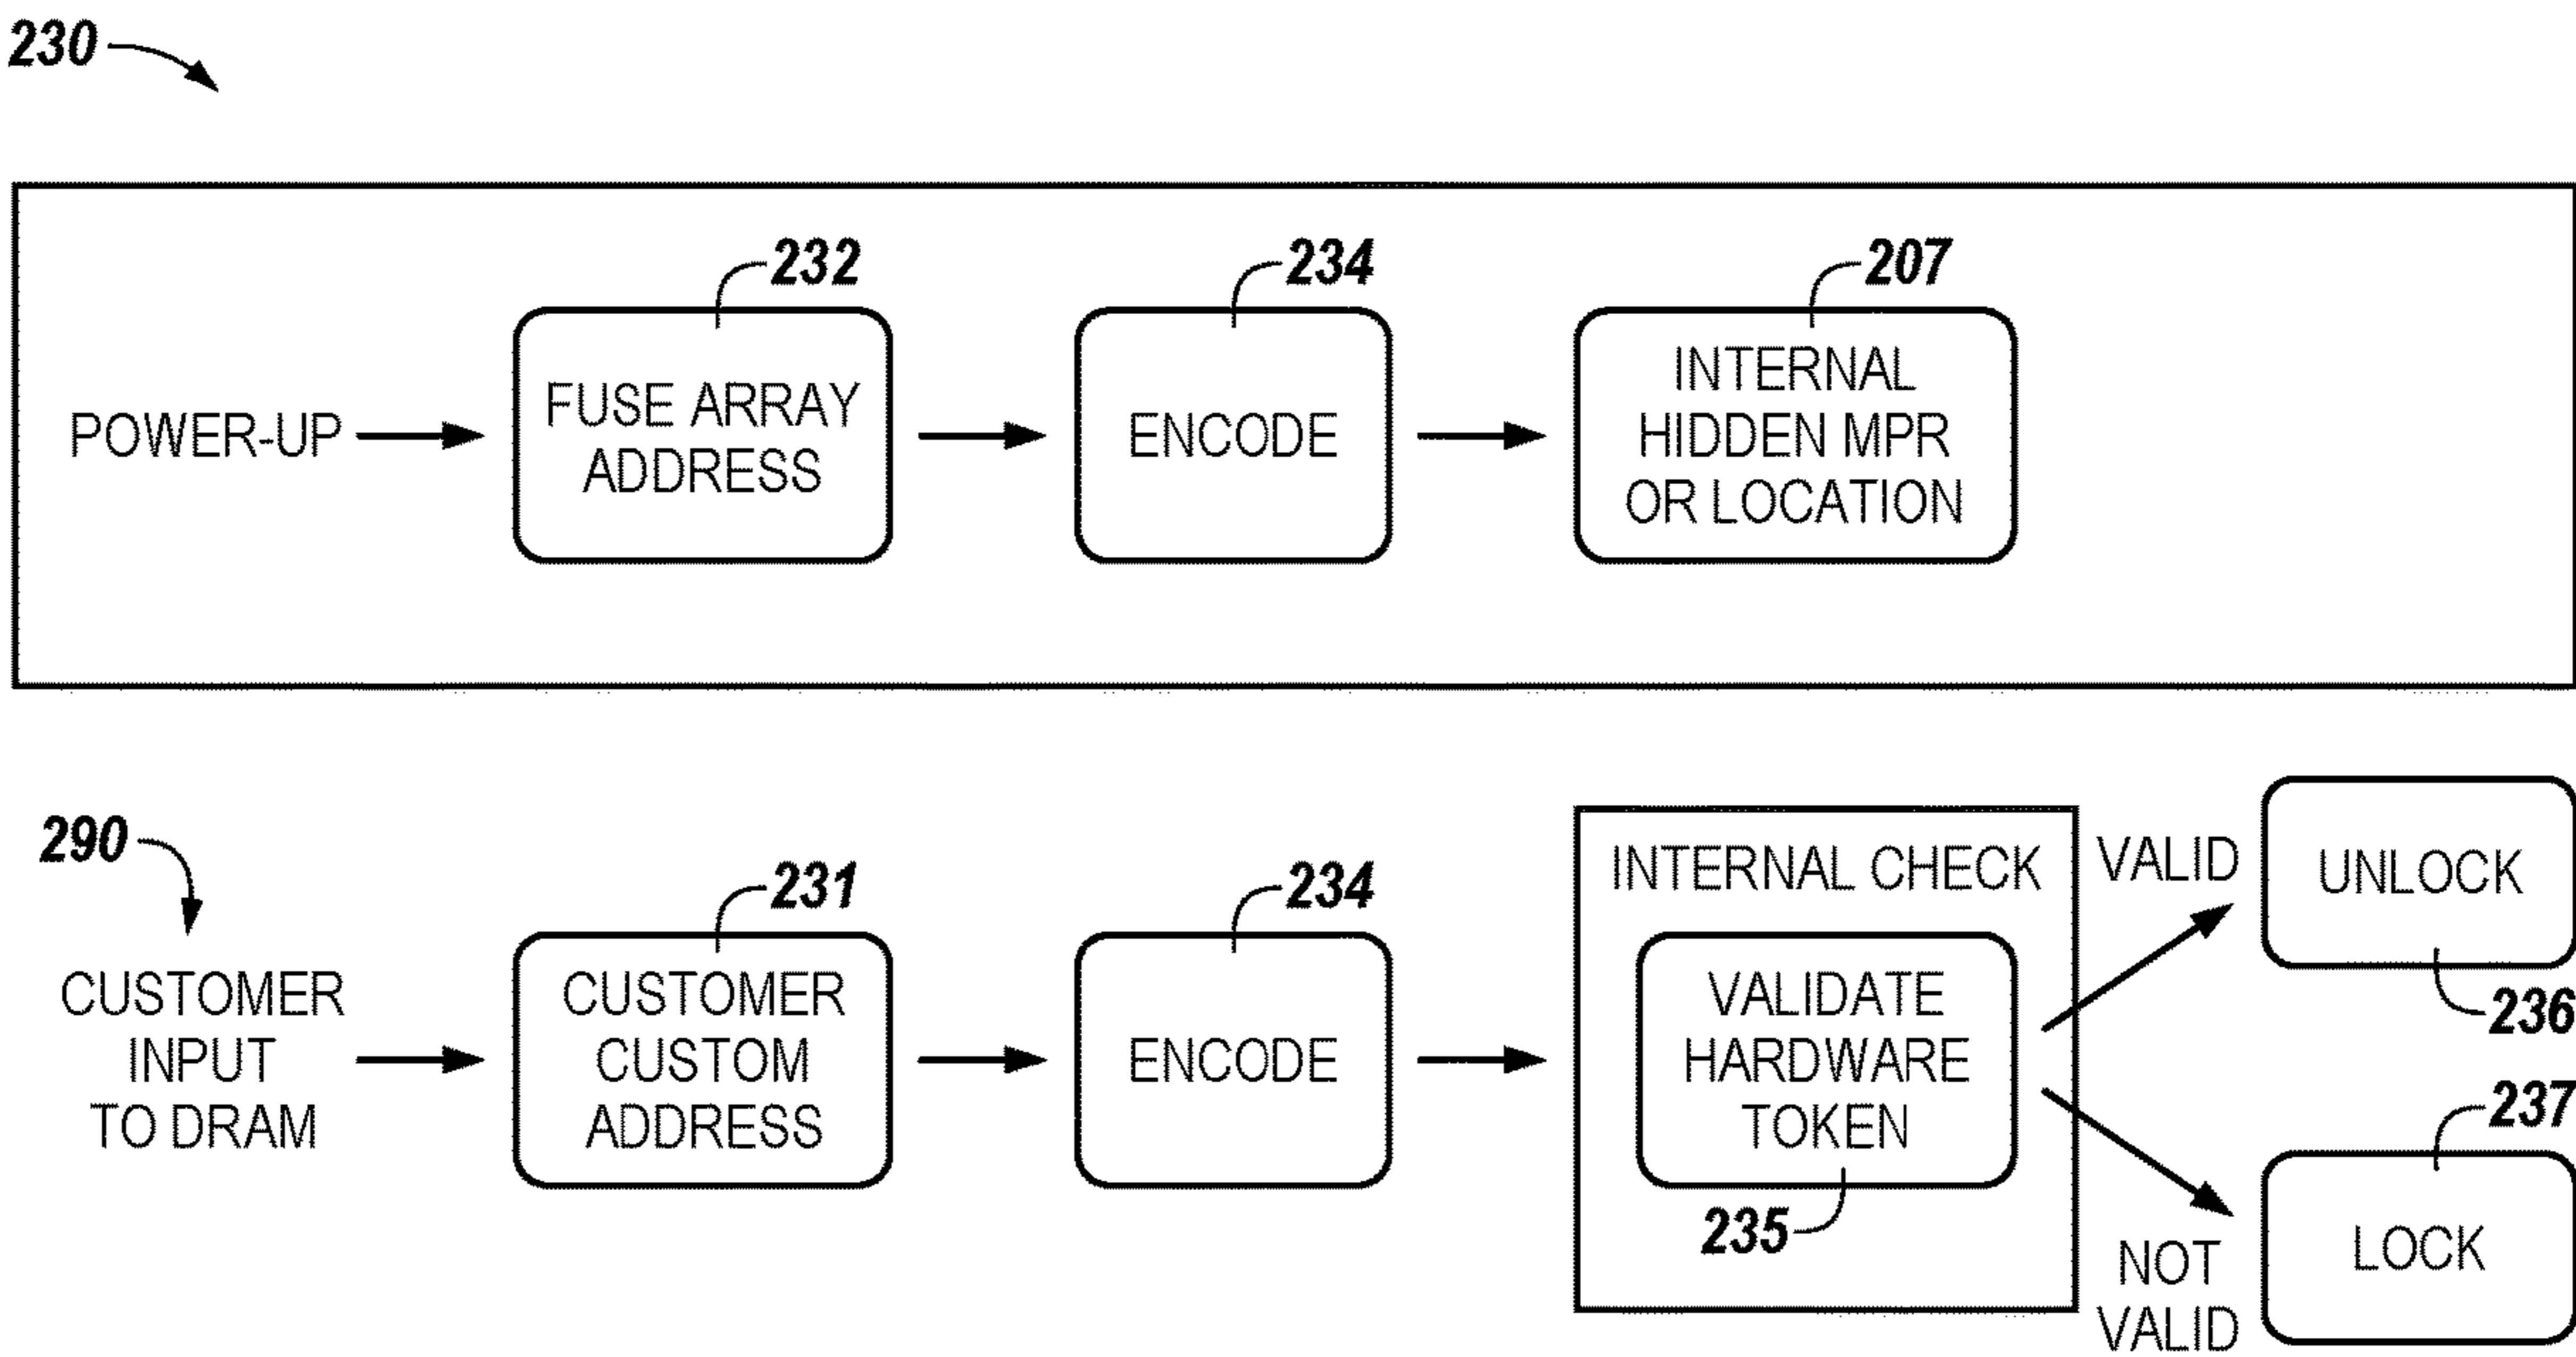 230
232
234
207
POWER-UP
FUSE ARRAY
ADDRESS
ENCODE
INTERNAL
HIDDEN MPR
OR LOCATION
290
231
234
CUSTOMER
INPUT
TO DRAM
CUSTOMER
CUSTOM
ADDRESS
ENCODE
INTERNAL CHECK
VALIDATE
HARDWARE
TOKEN
235
VALID
UNLOCK
236
237
NOT
VALID
LOCK